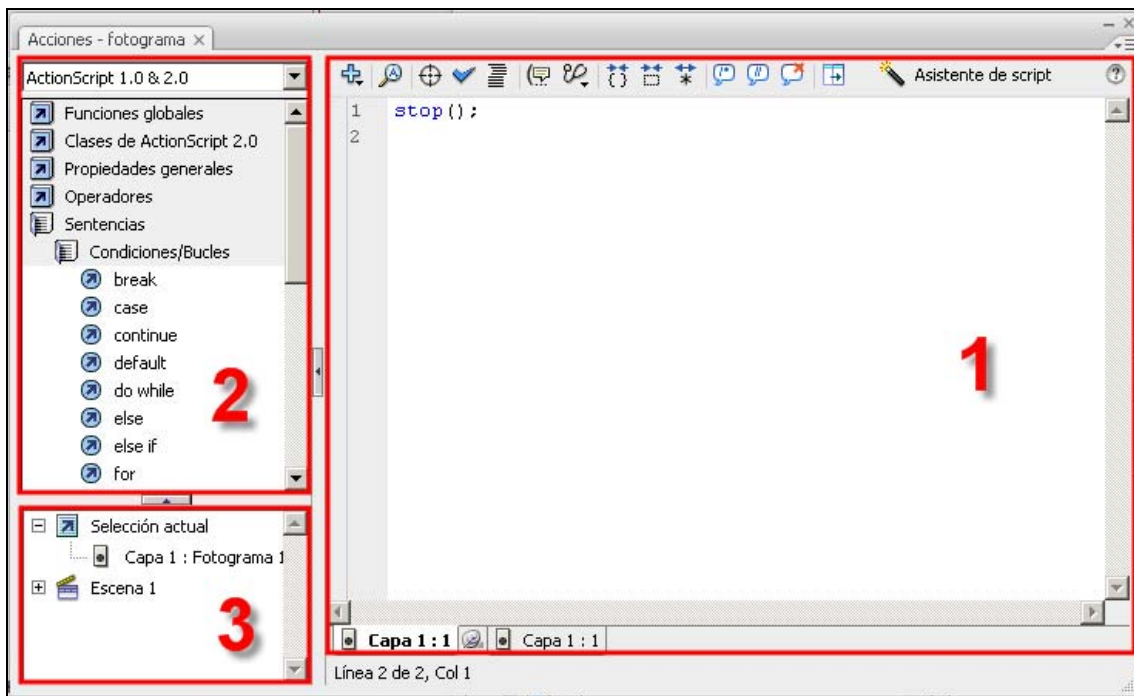 Acciones - fotograma
ActionScript 1.0 & 2.0
Funciones globales
Clases de ActionScript 2.0
Propiedades generales
Operadores
Sentencias
Condiciones/Bucles
break
case
continue
default
do while
else
else if
for
2
Selección actual
Capa 1 : Fotograma 1
Escena 1
3
Asistente de script
1 stop();
2
1
Capa 1 : 1
Capa 1 : 1
Línea 2 de 2, Col 1